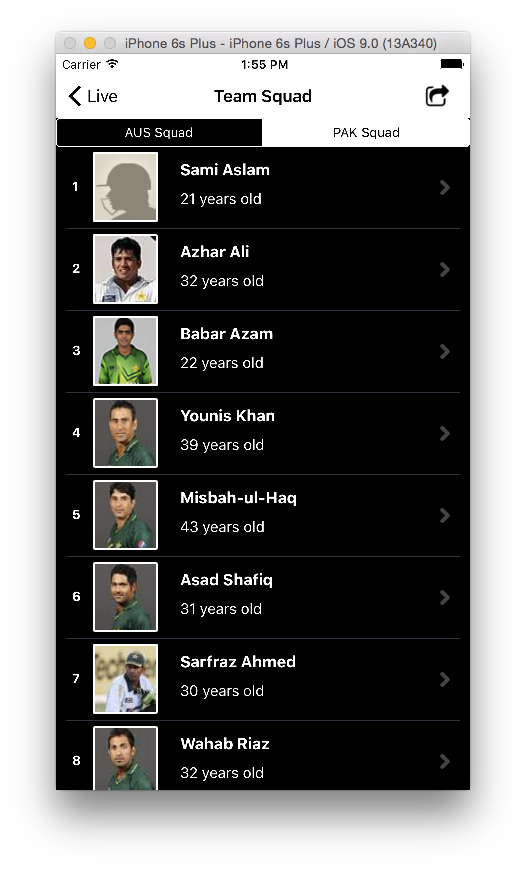 iPhone 6s Plus - iPhone 6s Plus / iOS 9.0 (13A340)
Carrier 1:55 PM
Live Team Squad
AUS Squad PAK Squad
1 Sami Aslam
21 years old
2 Azhar Ali
32 years old
3 Babar Azam
22 years old
4 Younis Khan
39 years old
5 Misbah-ul-Haq
43 years old
6 Asad Shafiq
31 years old
7 Sarfraz Ahmed
30 years old
8 Wahab Riaz
32 years old